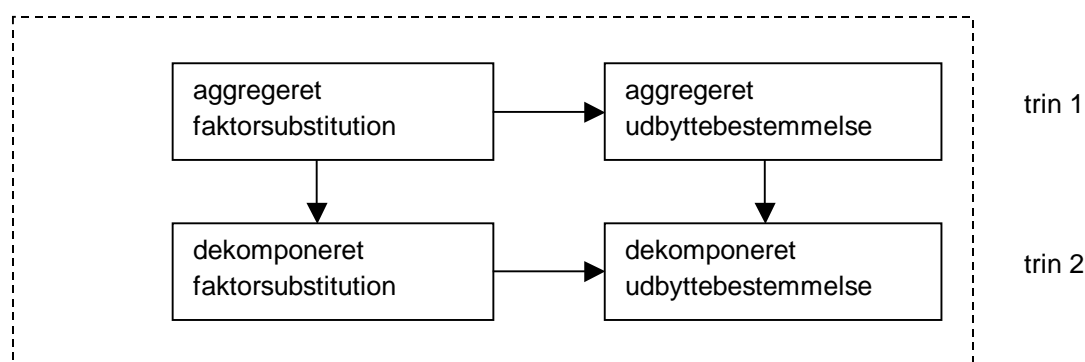 aggregeret
faktorsubstitution
aggregeret
udbyttebestemmelse
trin 1
dekomponeret
faktorsubstitution
dekomponeret
udbyttebestemmelse
trin 2